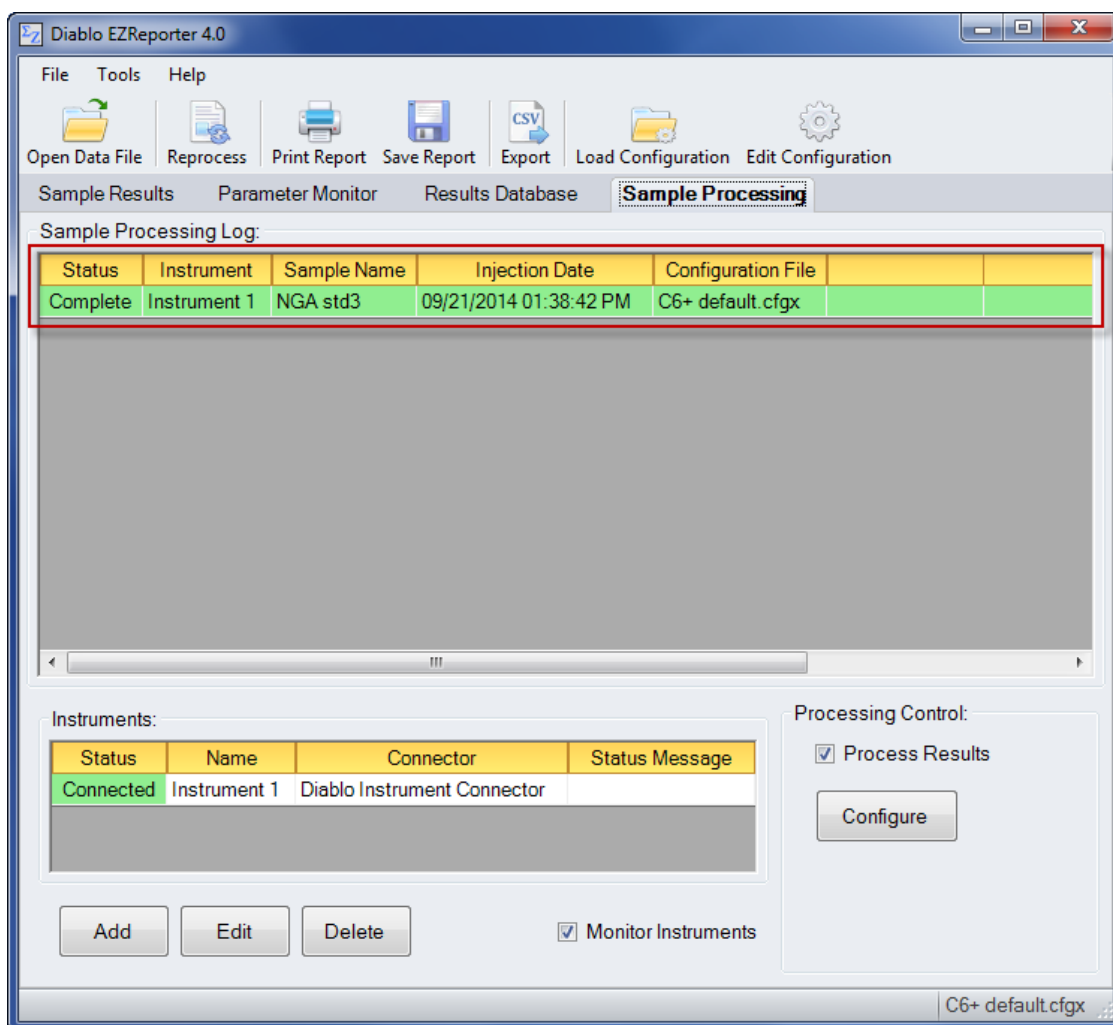 Diablo EZReporter 4.0
File Tools Help
Open Data File Reprocess Print Report Save Report CSV Export Load Configuration Edit Configuration
Sample Results Parameter Monitor Results Database Sample Processing
Sample Processing Log:
Status Instrument Sample Name Injection Date Configuration File
Complete Instrument 1 NGA std3 09/21/2014 01:38:42 PM C6+ default.cfgx
Instruments:
Status Name Connector Status Message
Connected Instrument 1 Diablo Instrument Connector
Add Edit Delete Monitor Instruments
Processing Control:
Process Results
Configure
C6+ default.cfgx